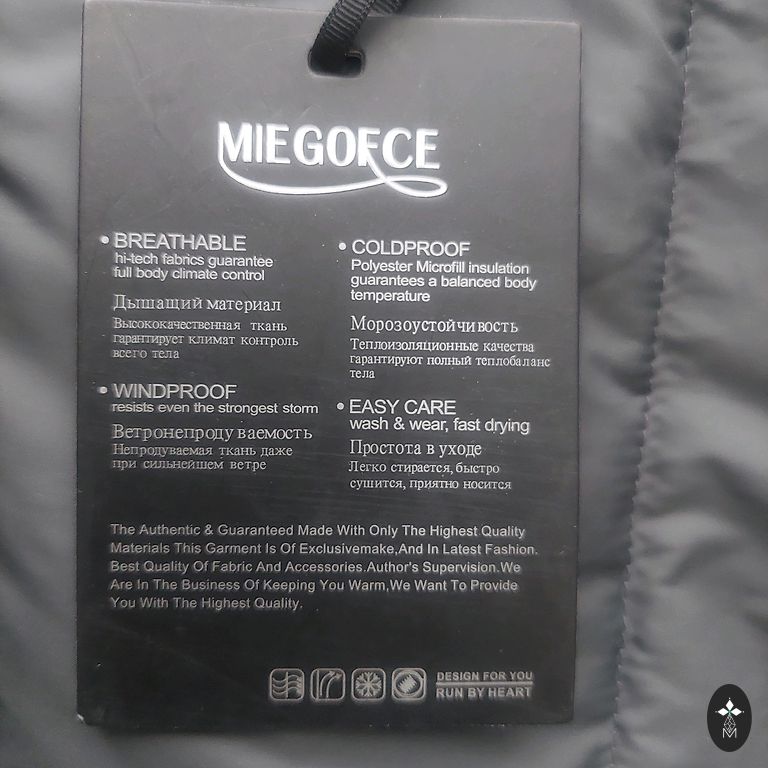 MIEGOFCE
• BREATHABLE
hi-tech fabrics guarantee
full body climate control
Дышащий материал
Высококачественная ткань
гарантирует климат контроль
всего тела
• COLDPROOF
Polyester Microfill insulation
guarantees a balanced body
temperature
Морозоустойчивость
Теплоизоляционные качества
гарантируют полный теплобаланс
тела
• WINDPROOF
resists even the strongest storm
Ветронепродуваемость
Непродуваемая ткань даже
при сильнейшем ветре
• EASY CARE
wash & wear, fast drying
Простота в уходе
Легко стирается, быстро
сушится, приятно носится
The Authentic & Guaranteed Made With Only The Highest Quality
Materials This Garment Is Of Exclusivemake,And In Latest Fashion.
Best Quality Of Fabric And Accessories.Author's Supervision.We
Are In The Business Of Keeping You Warm,We Want To Provide
You With The Highest Quality.
DESIGN FOR YOU
RUN BY HEART
M